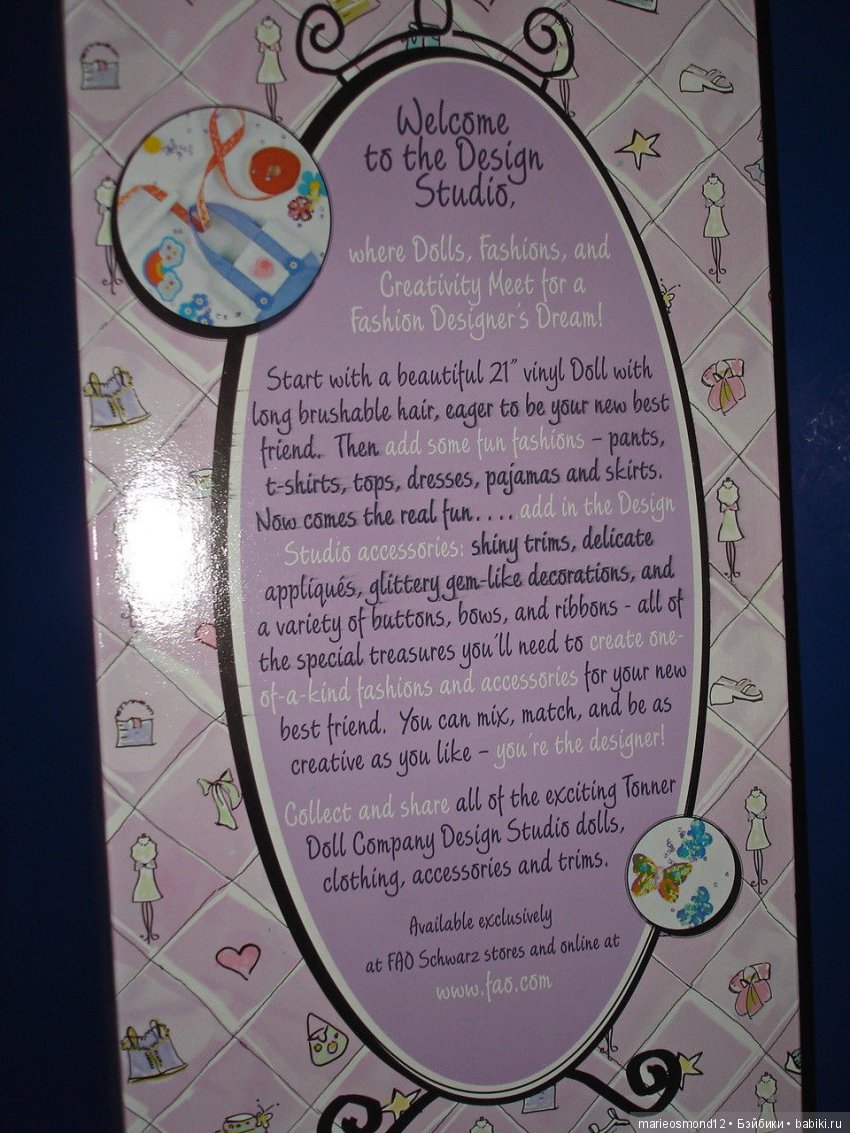 Welcome
to the Design
Studio,
where Dolls, Fashions, and
Creativity Meet for a
Fashion Designer's Dream!
Start with a beautiful 21" vinyl Doll with
long brushable hair, eager to be your new best
friend. Then add some fun fashions – pants,
t-shirts, tops, dresses, pajamas and skirts.
Now comes the real fun. . . . add in the Design
Studio accessories: shiny trims, delicate
appliqués, glittery gem-like decorations, and
a variety of buttons, bows, and ribbons - all of
the special treasures you'll need to create one-
of-a-kind fashions and accessories for your new
best friend. You can mix, match, and be as
creative as you like – you're the designer!
Collect and share all of the exciting Tonner
Doll Company Design Studio dolls,
clothing, accessories and trims.
Available exclusively
at FAO Schwarz stores and online at
www.fao.com
marieosmond12 • Бэйбики • babiki.ru